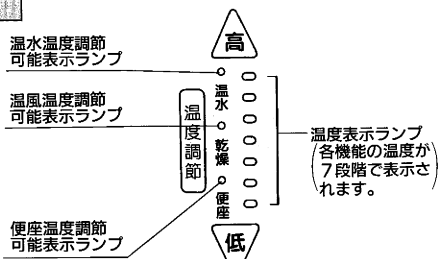 高
温水温度調節
可能表示ランプ
温水
温風温度調節
可能表示ランプ
温度調節
乾燥
温度表示ランプ
(各機能の温度が
7段階で表示さ
れます。)
便座
便座温度調節
可能表示ランプ
低